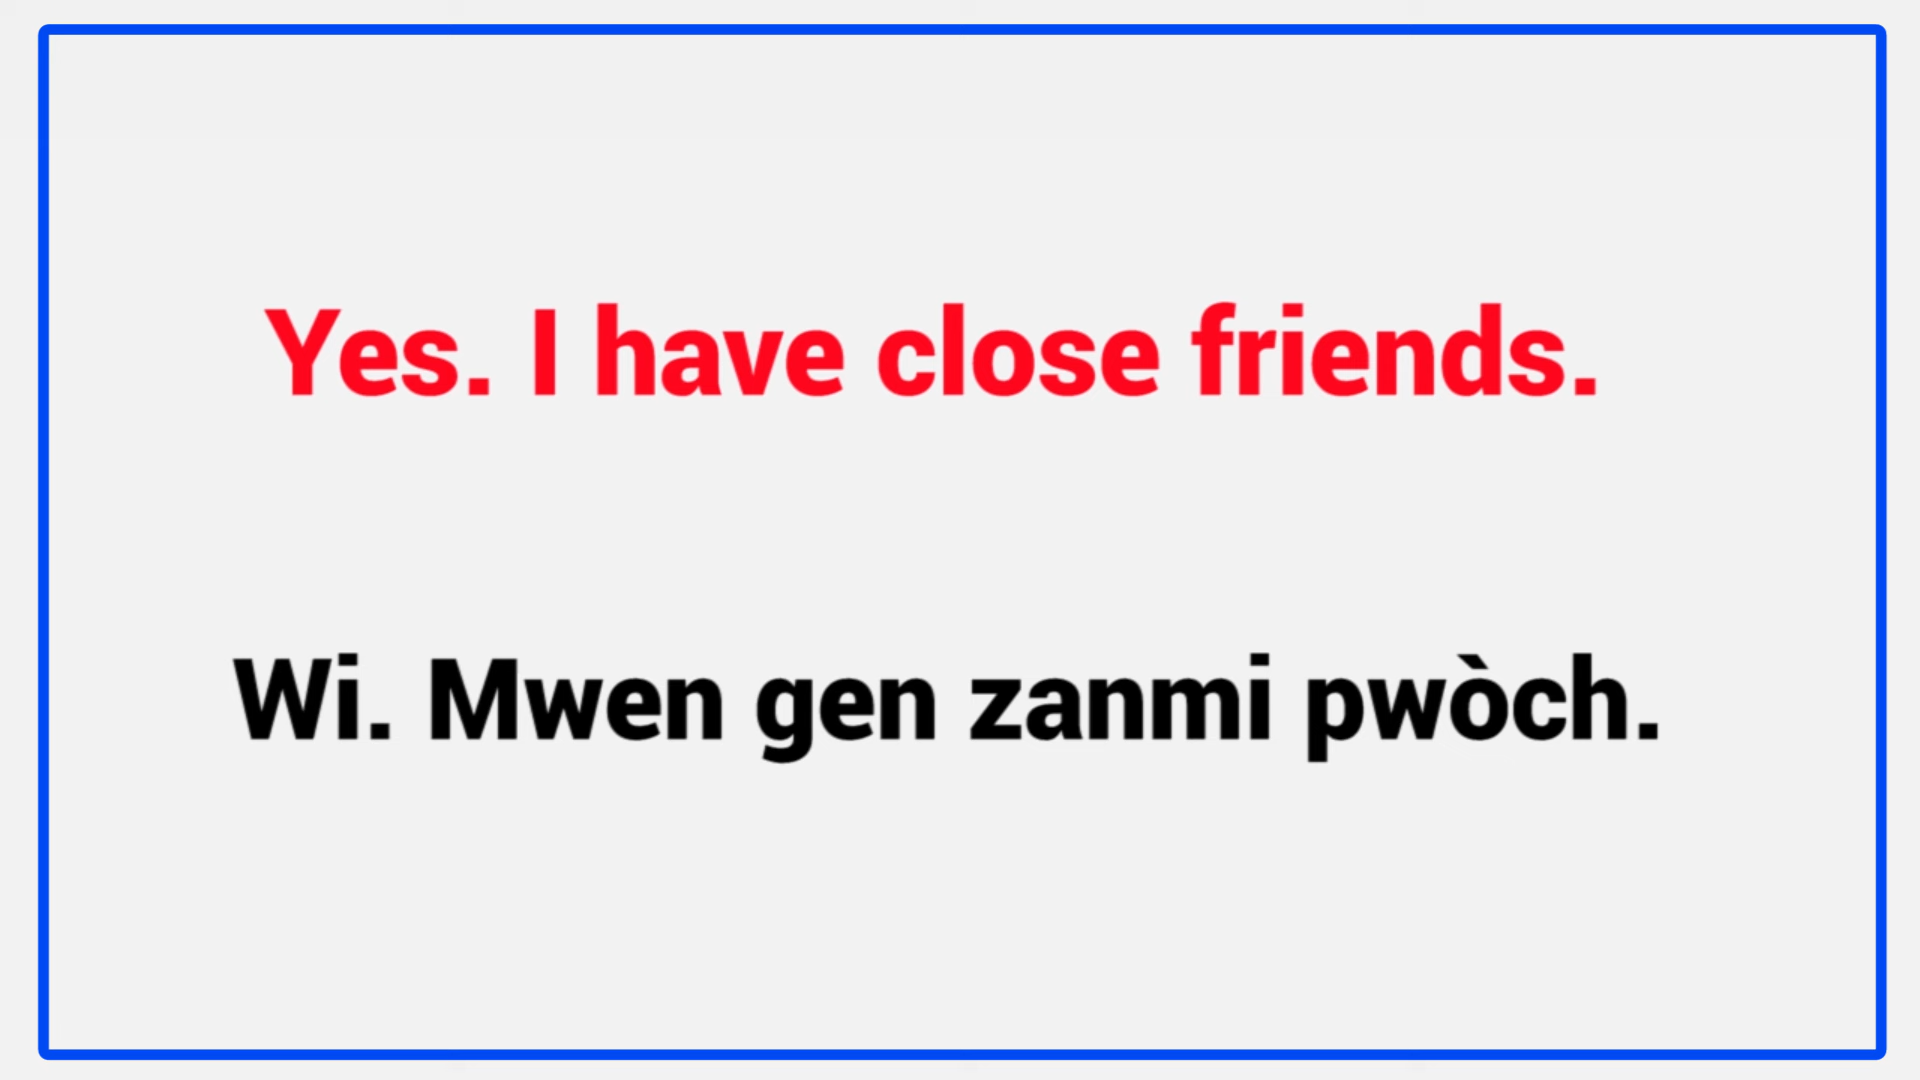 Yes. I have close friends.
Wi. Mwen gen zanmi pwòch.